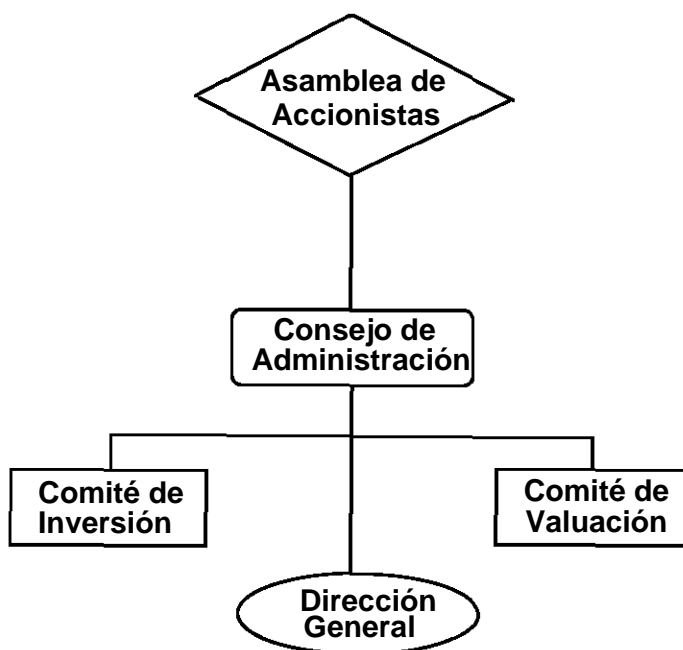 Asamblea de
Accionistas
Consejo de
Administración
Comité de
Inversión
Comité de
Valuación
Dirección
General